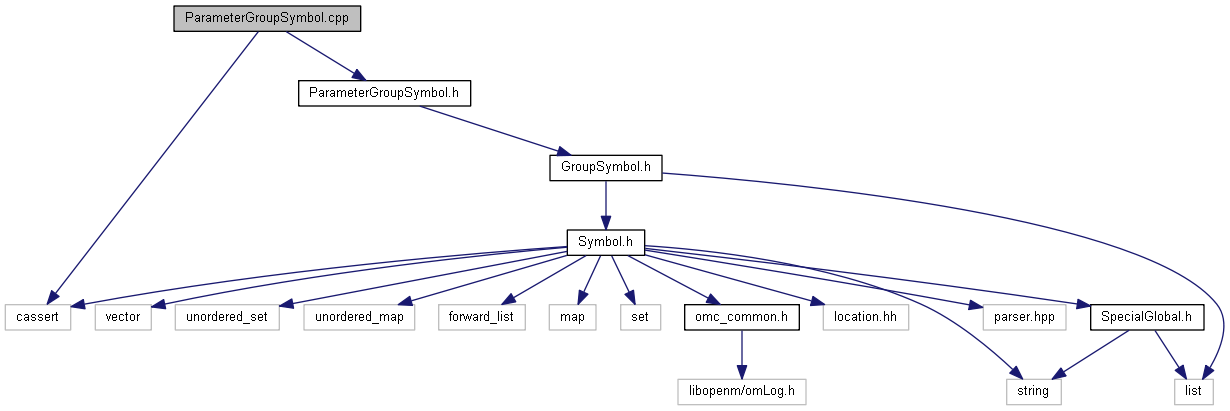 ParameterGroupSymbol.cpp
ParameterGroupSymbol.h
GroupSymbol.h
Symbol.h
cassert
vector
unordered_set
unordered_map
forward_list
map
set
omc_common.h
location.hh
parser.hpp
SpecialGlobal.h
libopenm/omLog.h
string
list